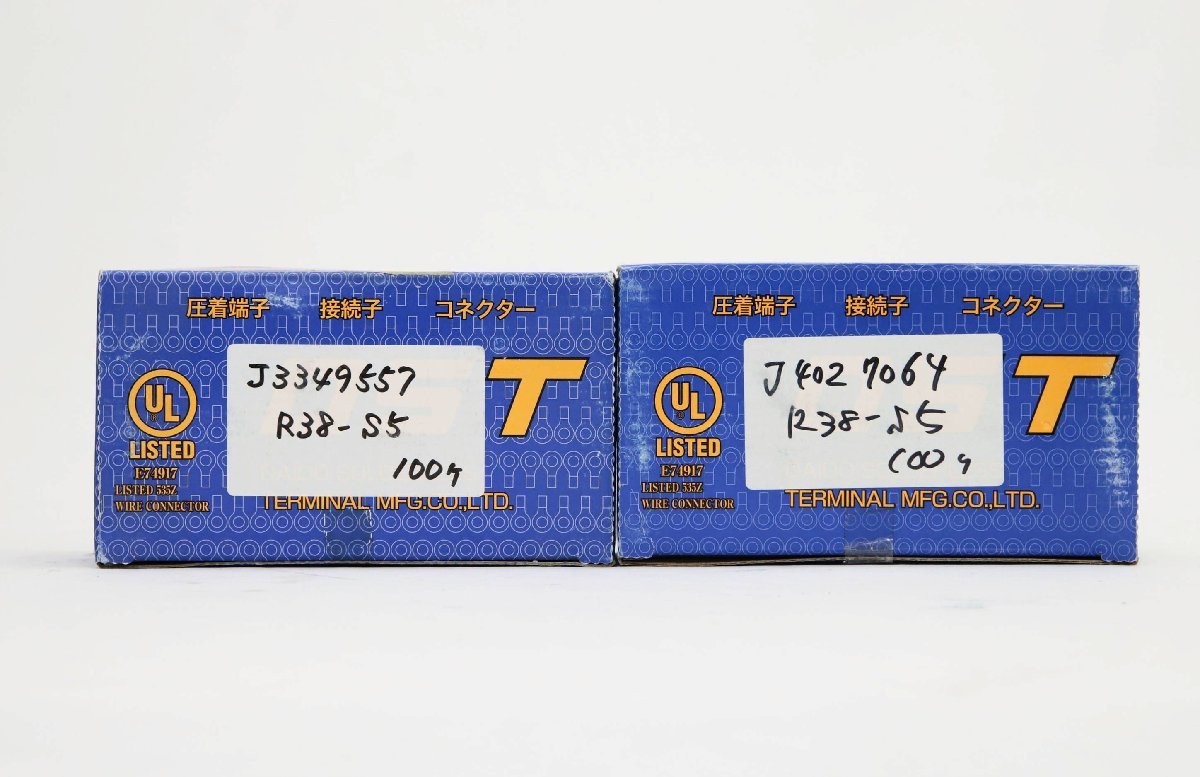 圧着端子 接続子 コネクター
J3349557
R38-S5
100ケ
T
UL
LISTED
E74917
LISTED 535Z
WIRE CONNECTOR
TERMINAL MFG.CO.,LTD.
圧着端子 接続子 コネクター
J4027064
R38-S5
100ケ
T
UL
LISTED
E74917
LISTED 535Z
WIRE CONNECTOR
TERMINAL MFG.CO.,LTD.